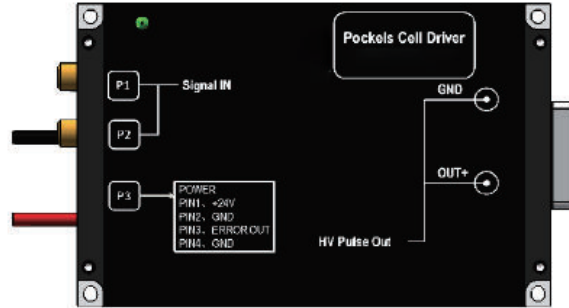 Pockels Cell Driver
P1
Signal IN
GND
P2
P3
POWER
PIN1、+24V
PIN2、GND
PIN3、ERROR OUT
PIN4、GND
OUT+
HV Pulse Out